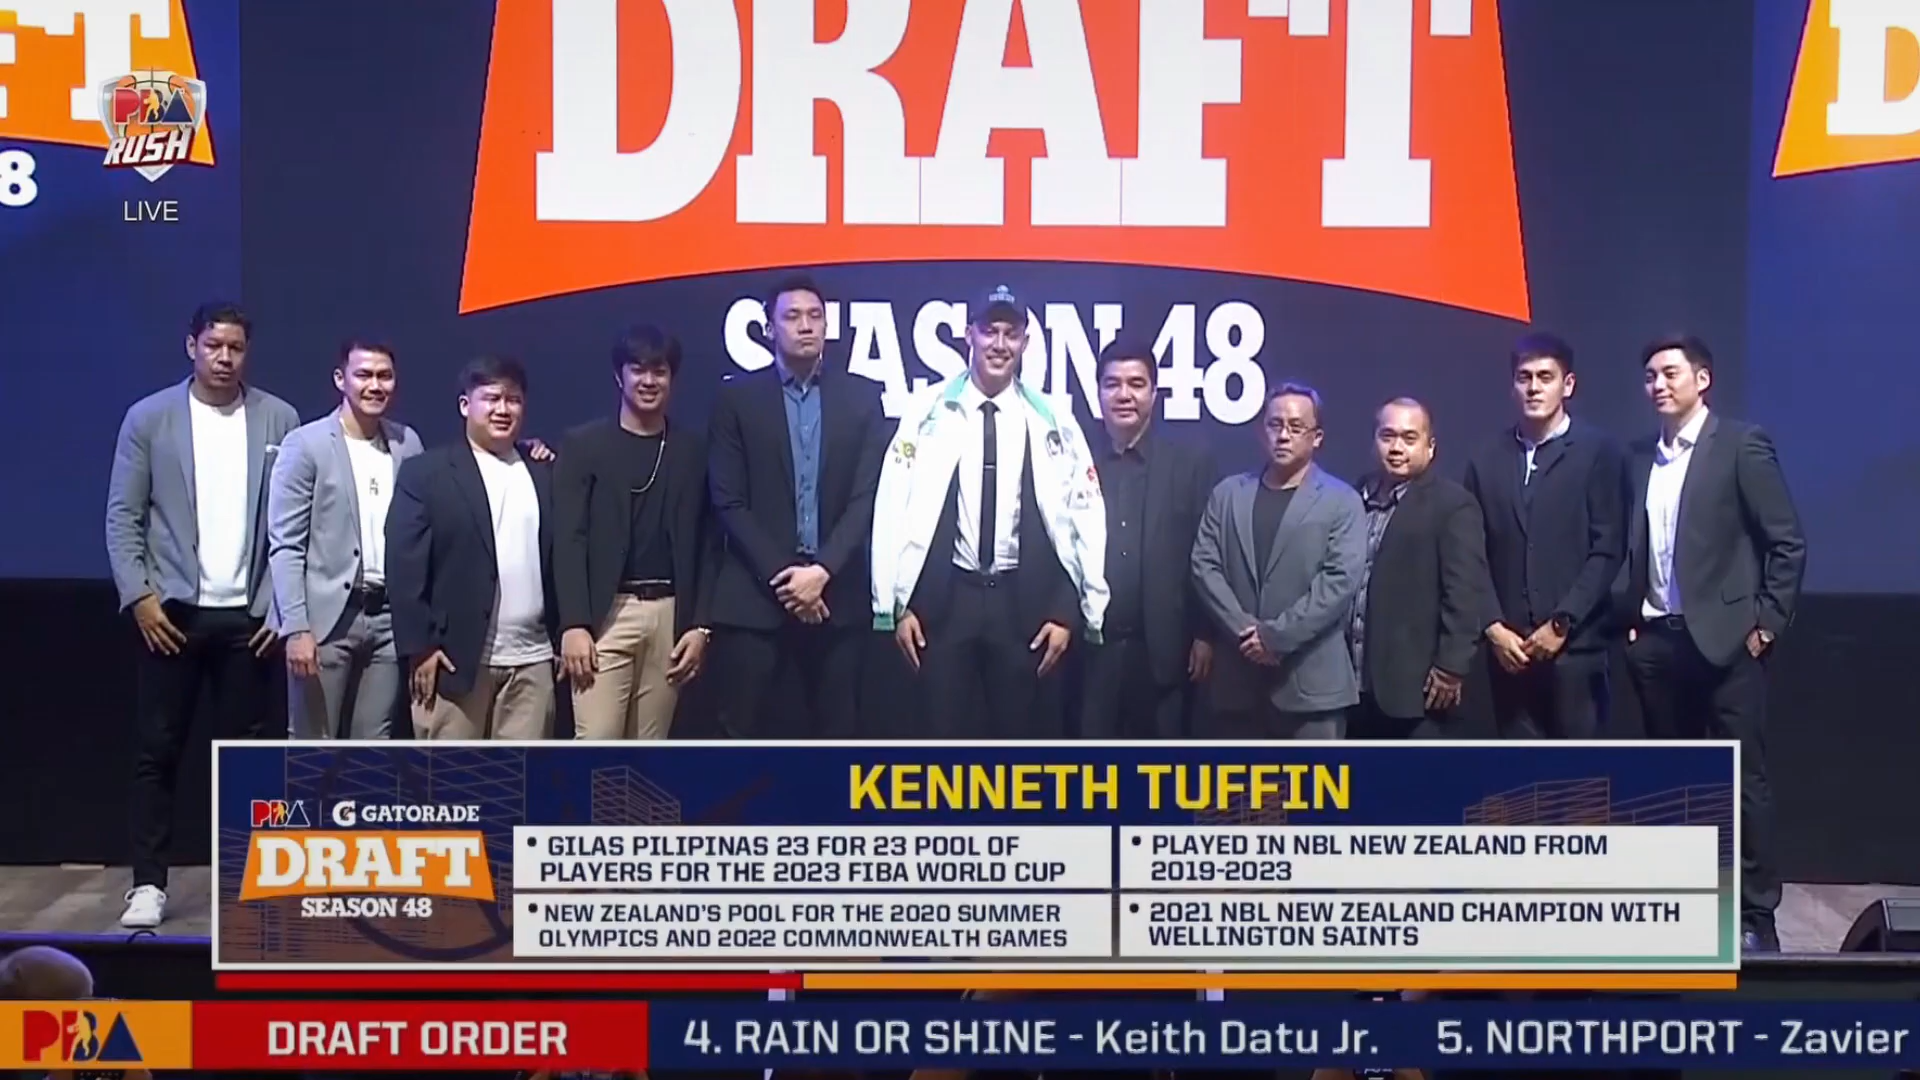 DRAFT
SEASON 48
8
PBA
RUSH
LIVE
KENNETH TUFFIN
PBA | G GATORADE
DRAFT
SEASON 48
• GILAS PILIPINAS 23 FOR 23 POOL OF
PLAYERS FOR THE 2023 FIBA WORLD CUP
• NEW ZEALAND'S POOL FOR THE 2020 SUMMER
OLYMPICS AND 2022 COMMONWEALTH GAMES
• PLAYED IN NBL NEW ZEALAND FROM
2019-2023
• 2021 NBL NEW ZEALAND CHAMPION WITH
WELLINGTON SAINTS
PBA
DRAFT ORDER
4. RAIN OR SHINE - Keith Datu Jr.
5. NORTHPORT - Zavier